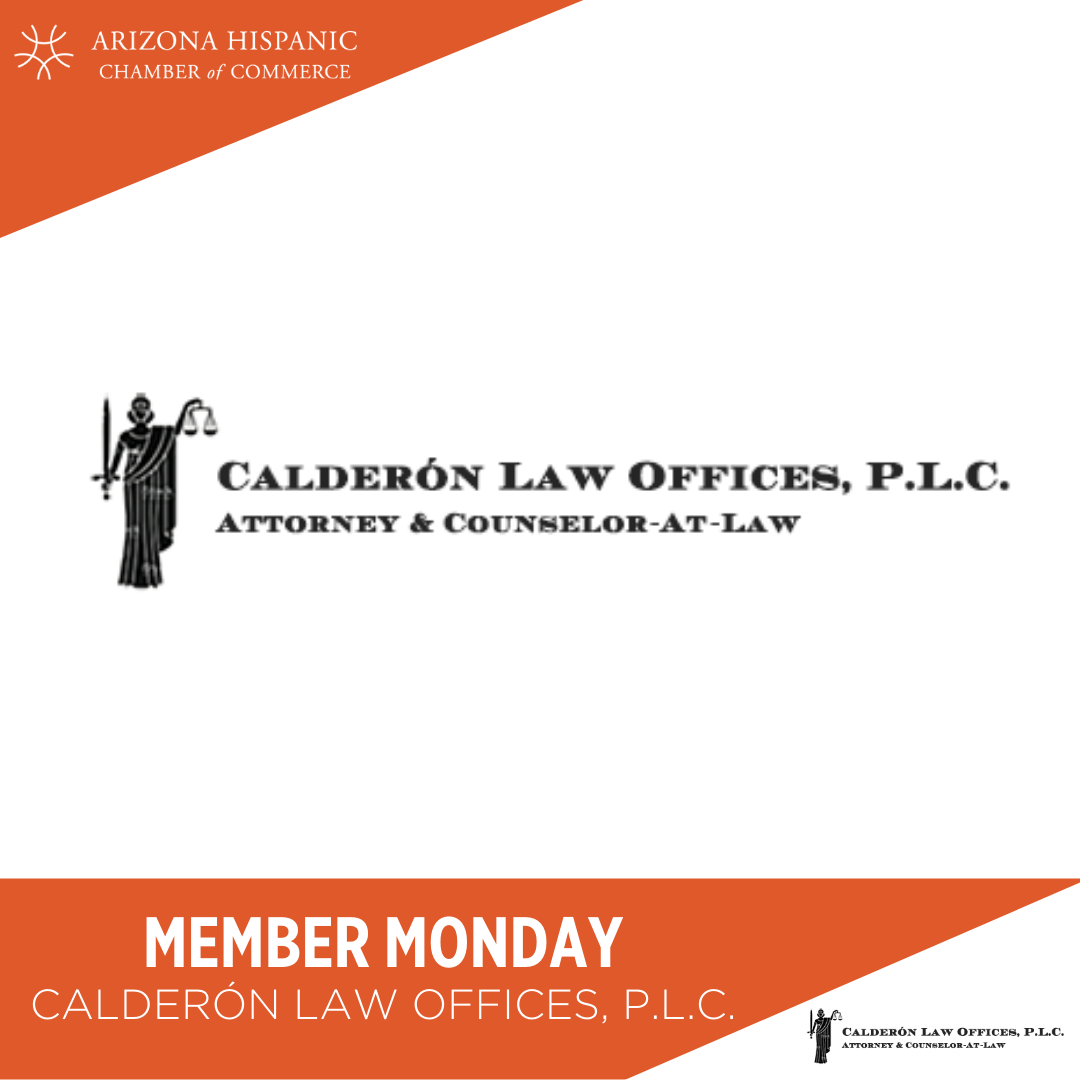 ARIZONA HISPANIC
CHAMBER of COMMERCE
CALDERÓN LAW OFFICES, P.L.C.
ATTORNEY & COUNSELOR-AT-LAW
MEMBER MONDAY
CALDERÓN LAW OFFICES, P.L.C.
CALDERÓN LAW OFFICES, P.L.C.
ATTORNEY & COUNSELOR-AT-LAW